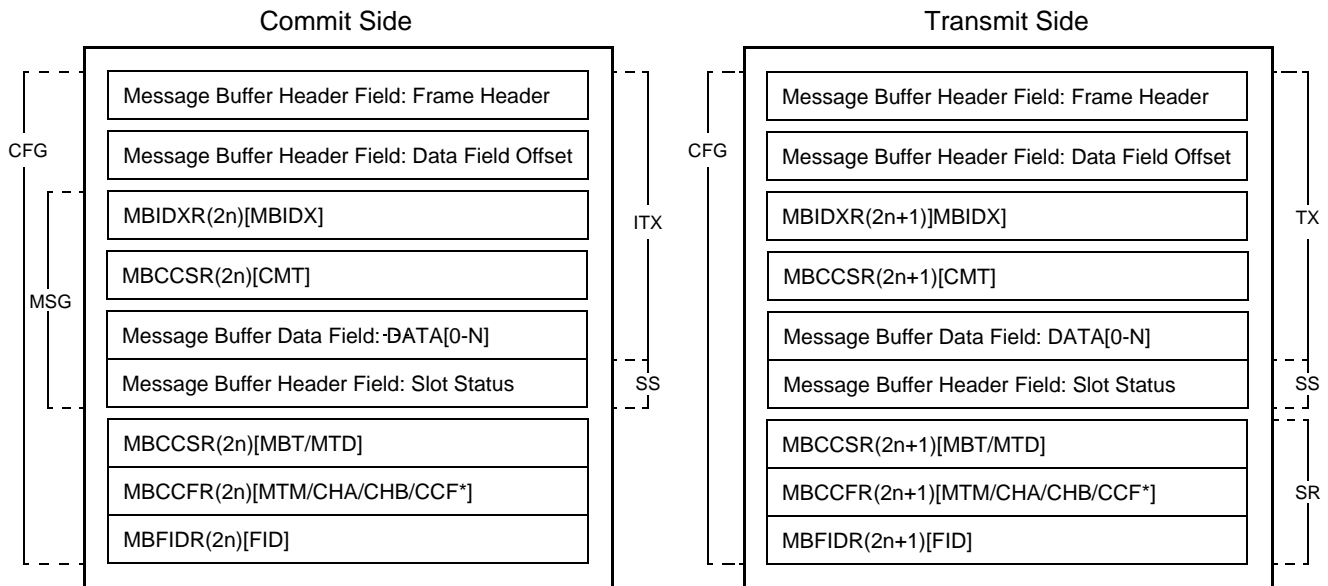 Commit Side
Transmit Side
Message Buffer Header Field: Frame Header
Message Buffer Header Field: Data Field Offset
MBIDXR(2n)[MBIDX]
MBCCSR(2n)[CMT]
Message Buffer Data Field: DATA[0-N]
Message Buffer Header Field: Slot Status
MBCCSR(2n)[MBT/MTD]
MBCCFR(2n)[MTM/CHA/CHB/CCF*]
MBFIDR(2n)[FID]
CFG
MSG
ITX
SS
Message Buffer Header Field: Frame Header
Message Buffer Header Field: Data Field Offset
MBIDXR(2n+1)]MBIDX]
MBCCSR(2n+1)[CMT]
Message Buffer Data Field: DATA[0-N]
Message Buffer Header Field: Slot Status
MBCCSR(2n+1)[MBT/MTD]
MBCCFR(2n+1)[MTM/CHA/CHB/CCF*]
MBFIDR(2n+1)[FID]
CFG
TX
SS
SR